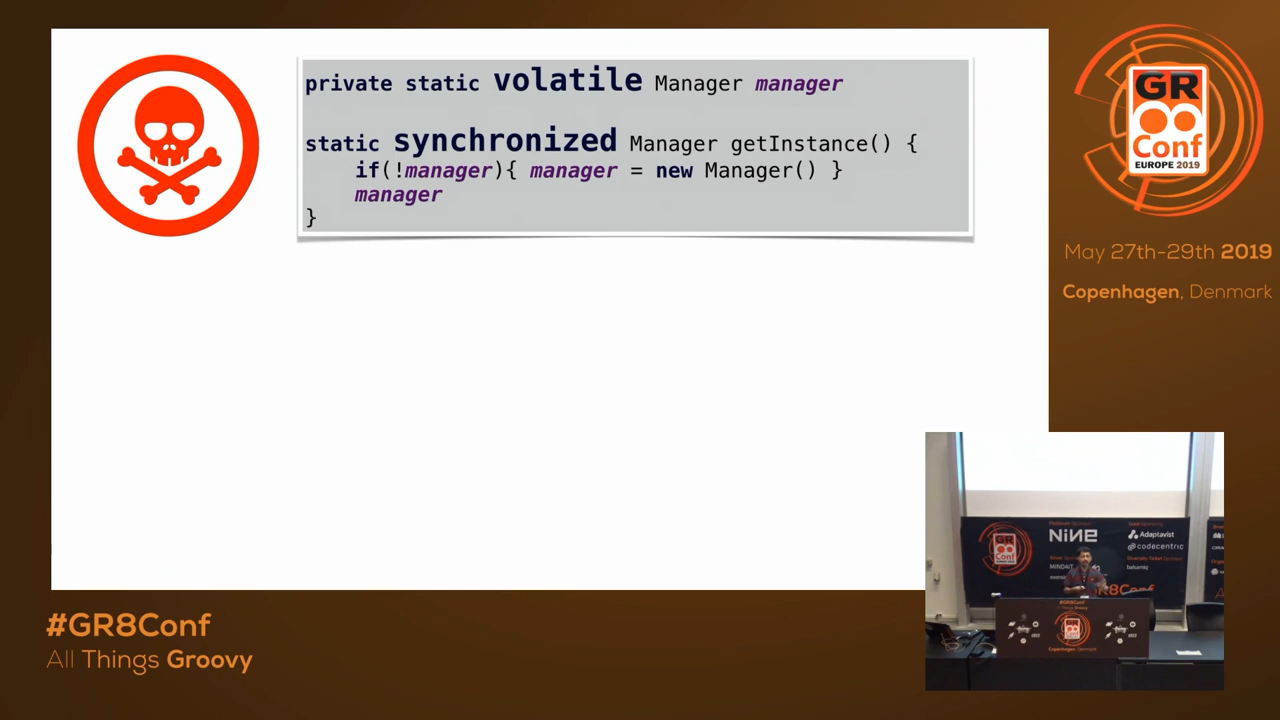 private static volatile Manager manager
static synchronized Manager getInstance() {
    if(!manager){ manager = new Manager() }
    manager
}
GR
Conf
EUROPE 2019
May 27th-29th 2019
Copenhagen, Denmark
NiNE
Adaptavist
codecentric
#GR8Conf
All Things Groovy